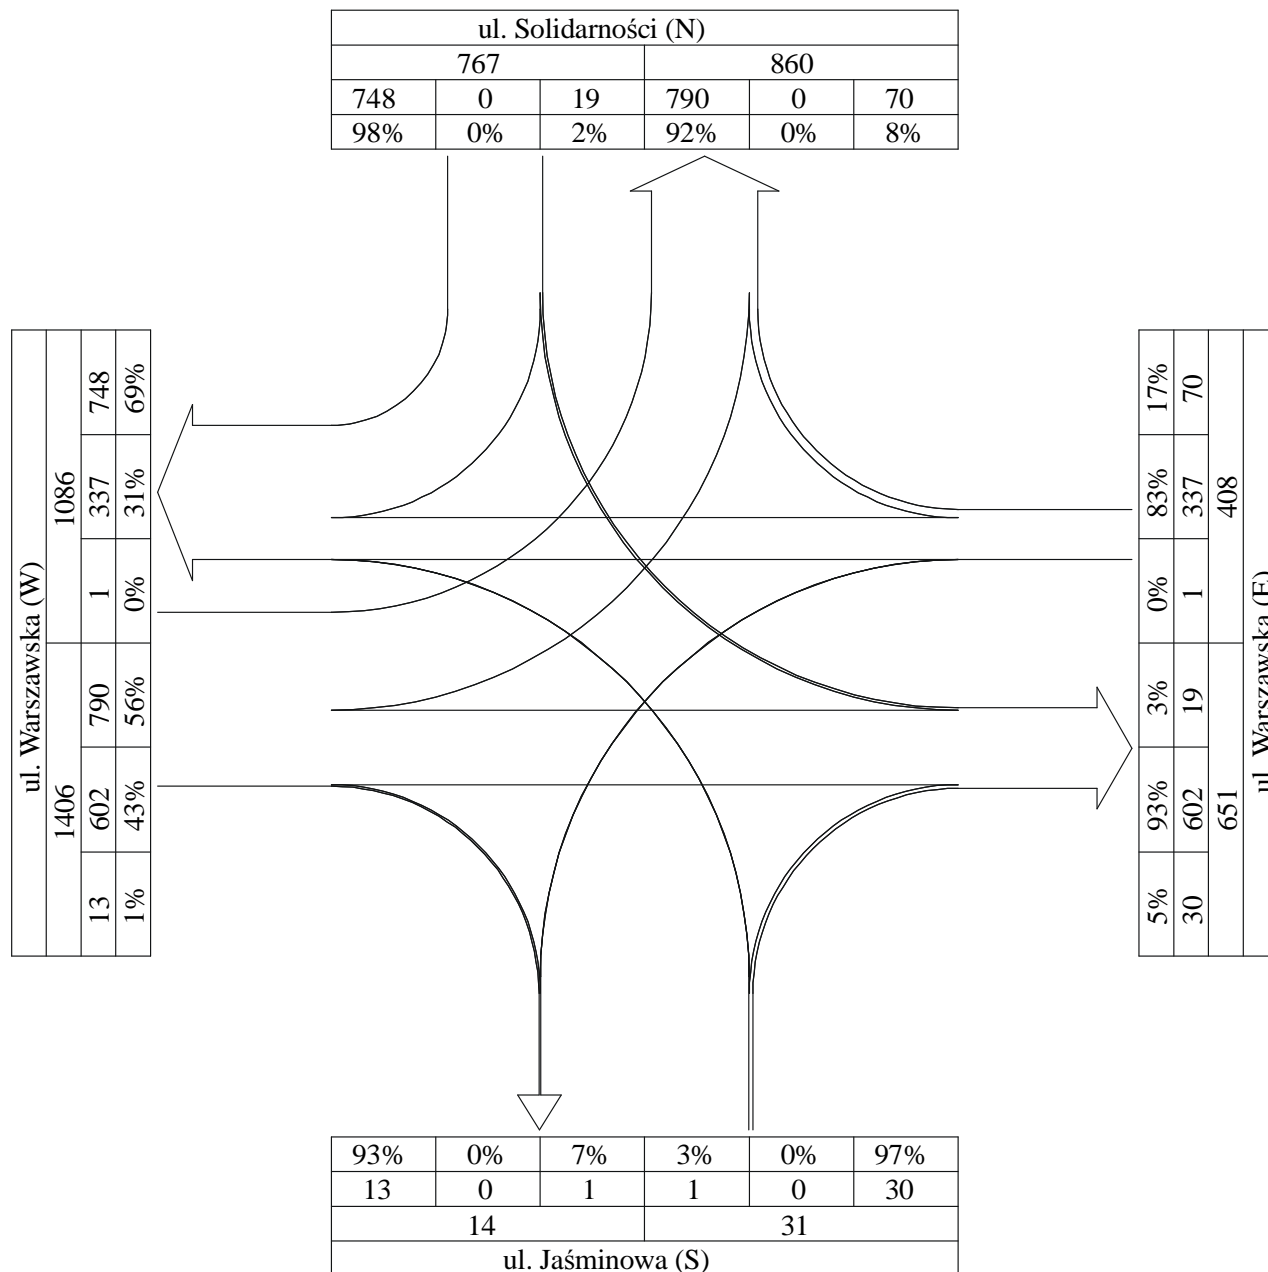 ul. Solidarności (N)
767 860
748 0 19 790 0 70
98% 0% 2% 92% 0% 8%
ul. Warszawska (W)
1406 1086
13 602 790 1 337 748
1% 43% 56% 0% 31% 69%
5% 93% 3% 0% 83% 17%
30 602 19 1 337 70
651 408
ul. Warszawska (E)
93% 0% 7% 3% 0% 97%
13 0 1 1 0 30
14 31
ul. Jaśminowa (S)